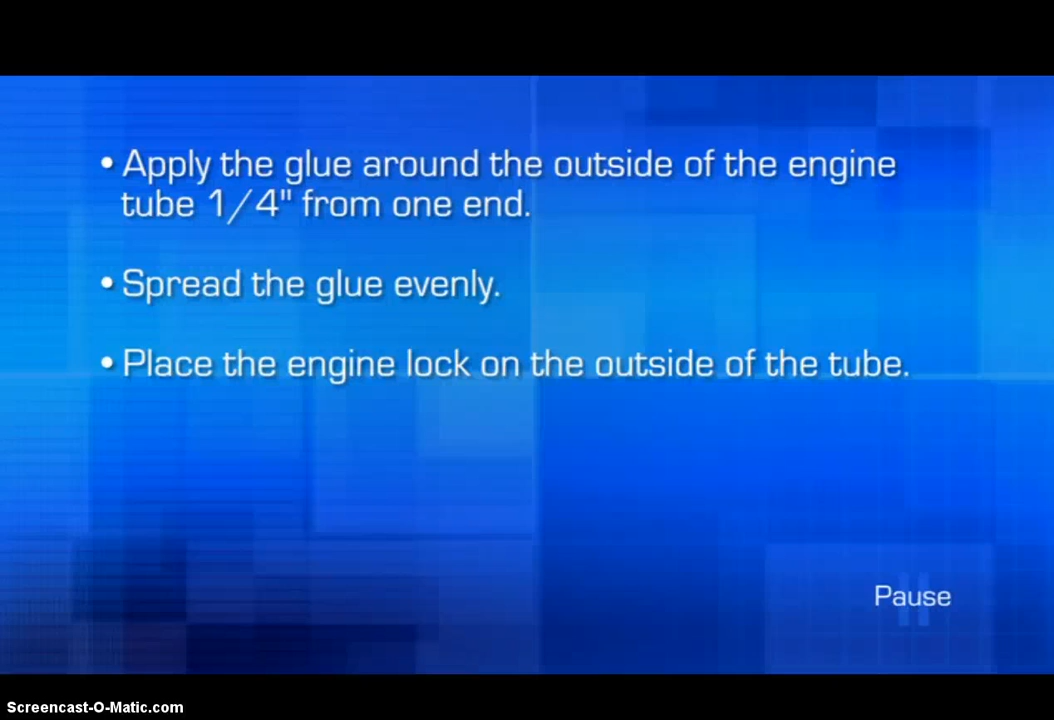 • Apply the glue around the outside of the engine
tube 1/4" from one end.
• Spread the glue evenly.
• Place the engine lock on the outside of the tube.
Pause
Screencast-O-Matic.com